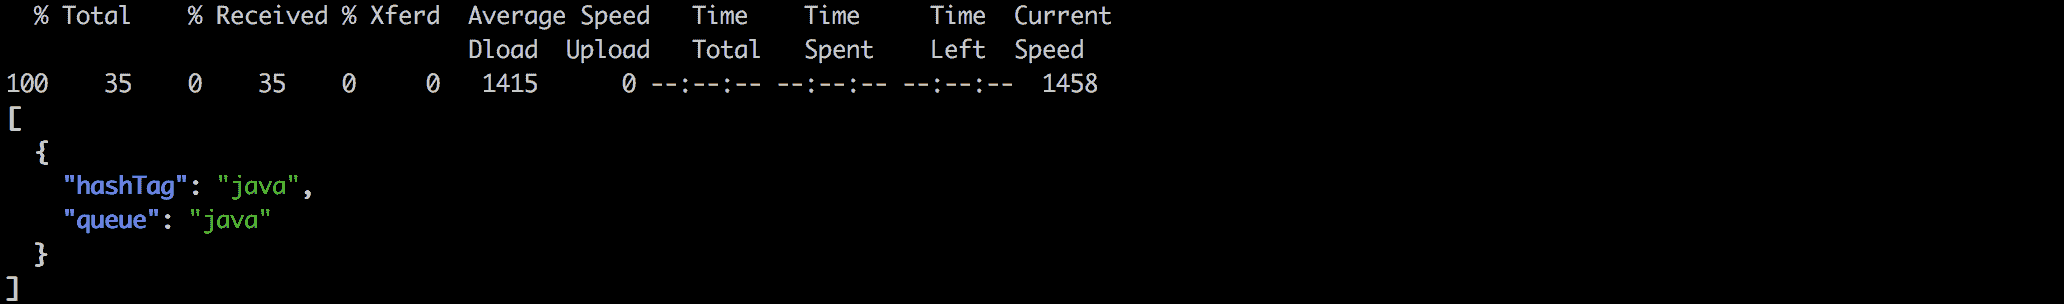 % Total    % Received % Xferd  Average Speed   Time    Time     Time  Current
                                 Dload  Upload   Total   Spent    Left  Speed
100    35    0    35    0     0   1415      0 --:--:-- --:--:-- --:--:--  1458
[
  {
    "hashTag": "java",
    "queue": "java"
  }
]